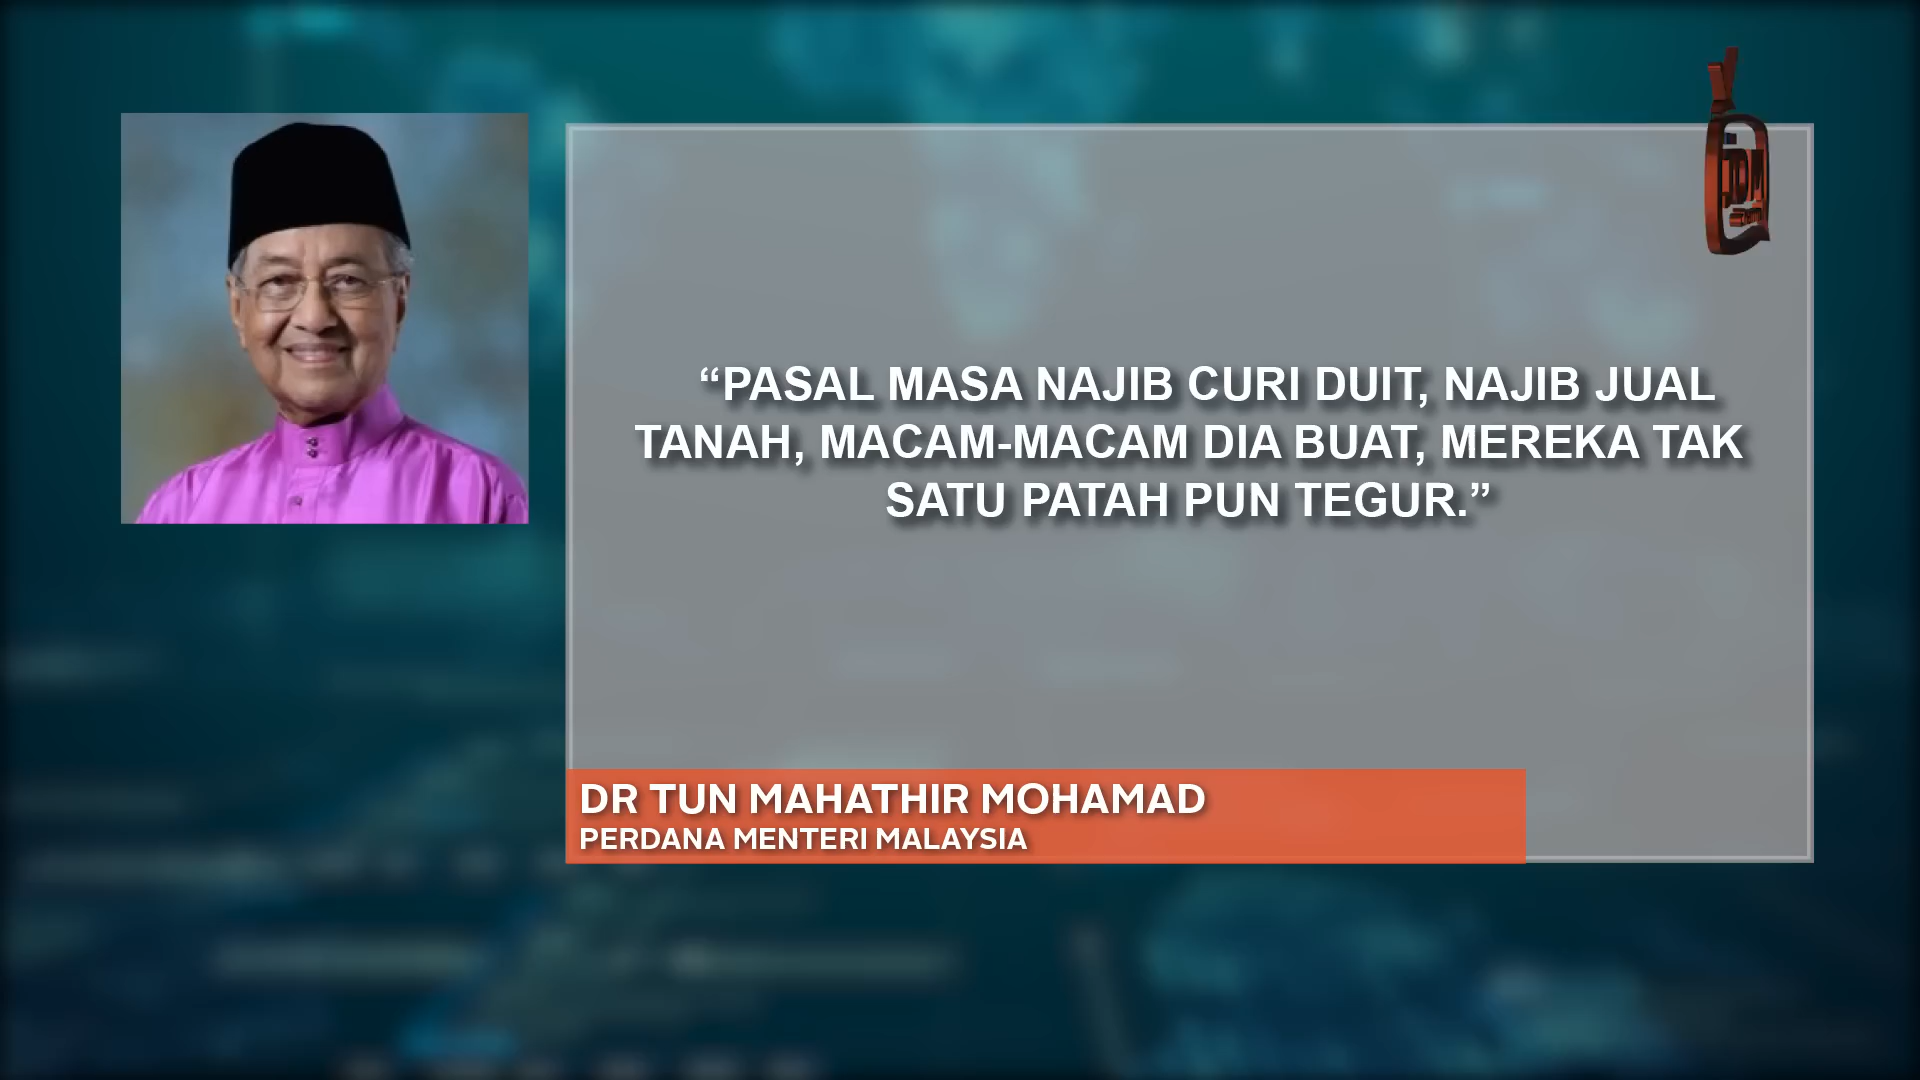 “PASAL MASA NAJIB CURI DUIT, NAJIB JUAL
TANAH, MACAM-MACAM DIA BUAT, MEREKA TAK
SATU PATAH PUN TEGUR.”
DR TUN MAHATHIR MOHAMAD
PERDANA MENTERI MALAYSIA